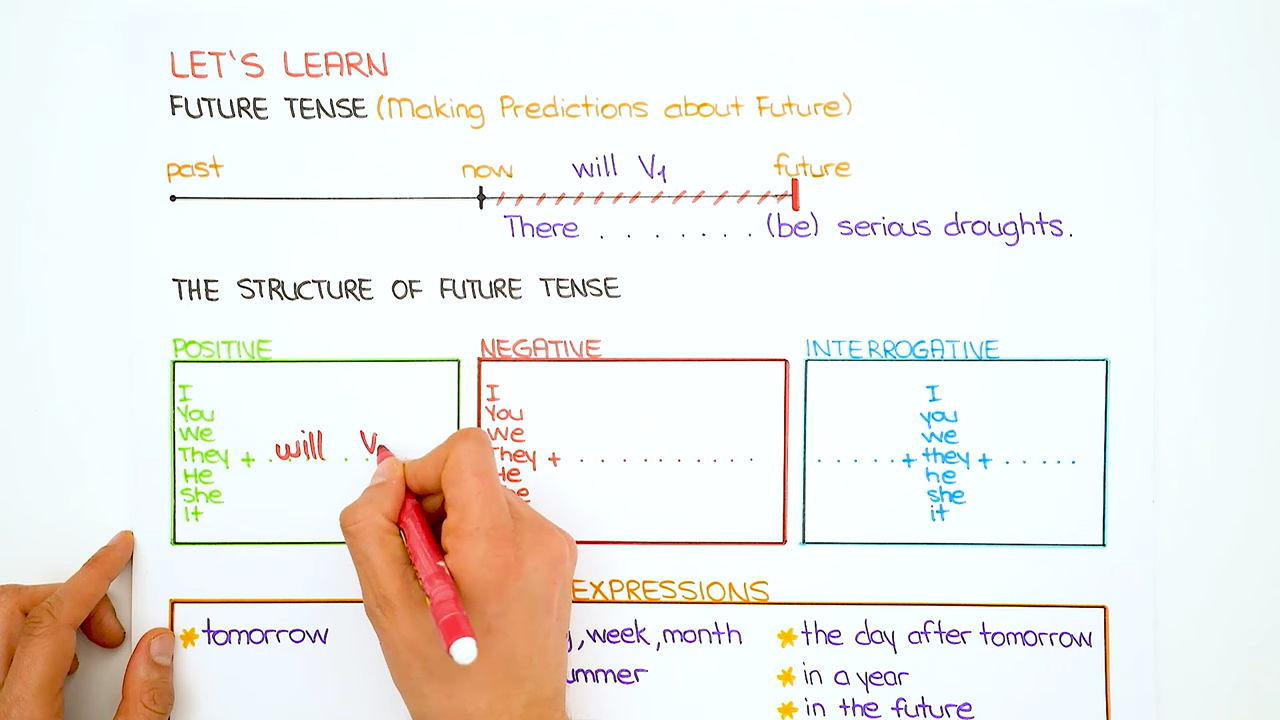 LET'S LEARN
FUTURE TENSE (Making Predictions about Future)
past now will V1 future
There . . . . . . . . (be) serious droughts.
THE STRUCTURE OF FUTURE TENSE
POSITIVE
I
You
We
They + . will . V
He
She
it
NEGATIVE
I
You
We
They + . . . . . . . . . . . .
He
INTERROGATIVE
I
you
we
. . . . . + they + . . . . .
he
she
it
EXPRESSIONS
* tomorrow
, week, month
* the day after tomorrow
* in a year
* in the future